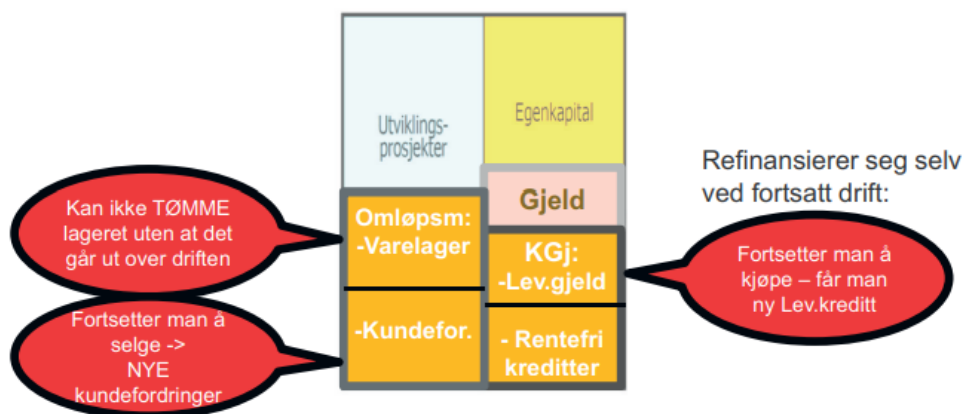 Utviklings-
prosjekter
Egenkapital
Refinansierer seg selv
ved fortsatt drift:
Kan ikke TØMME
lageret uten at det
går ut over driften
Omløpsm:
-Varelager
Gjeld
KGj:
-Lev.gjeld
Fortsetter man å
kjøpe – får man
ny Lev.kreditt
Fortsetter man å
selge ->
NYE
kundefordringer
-Kundefor.
- Rentefri
kreditter